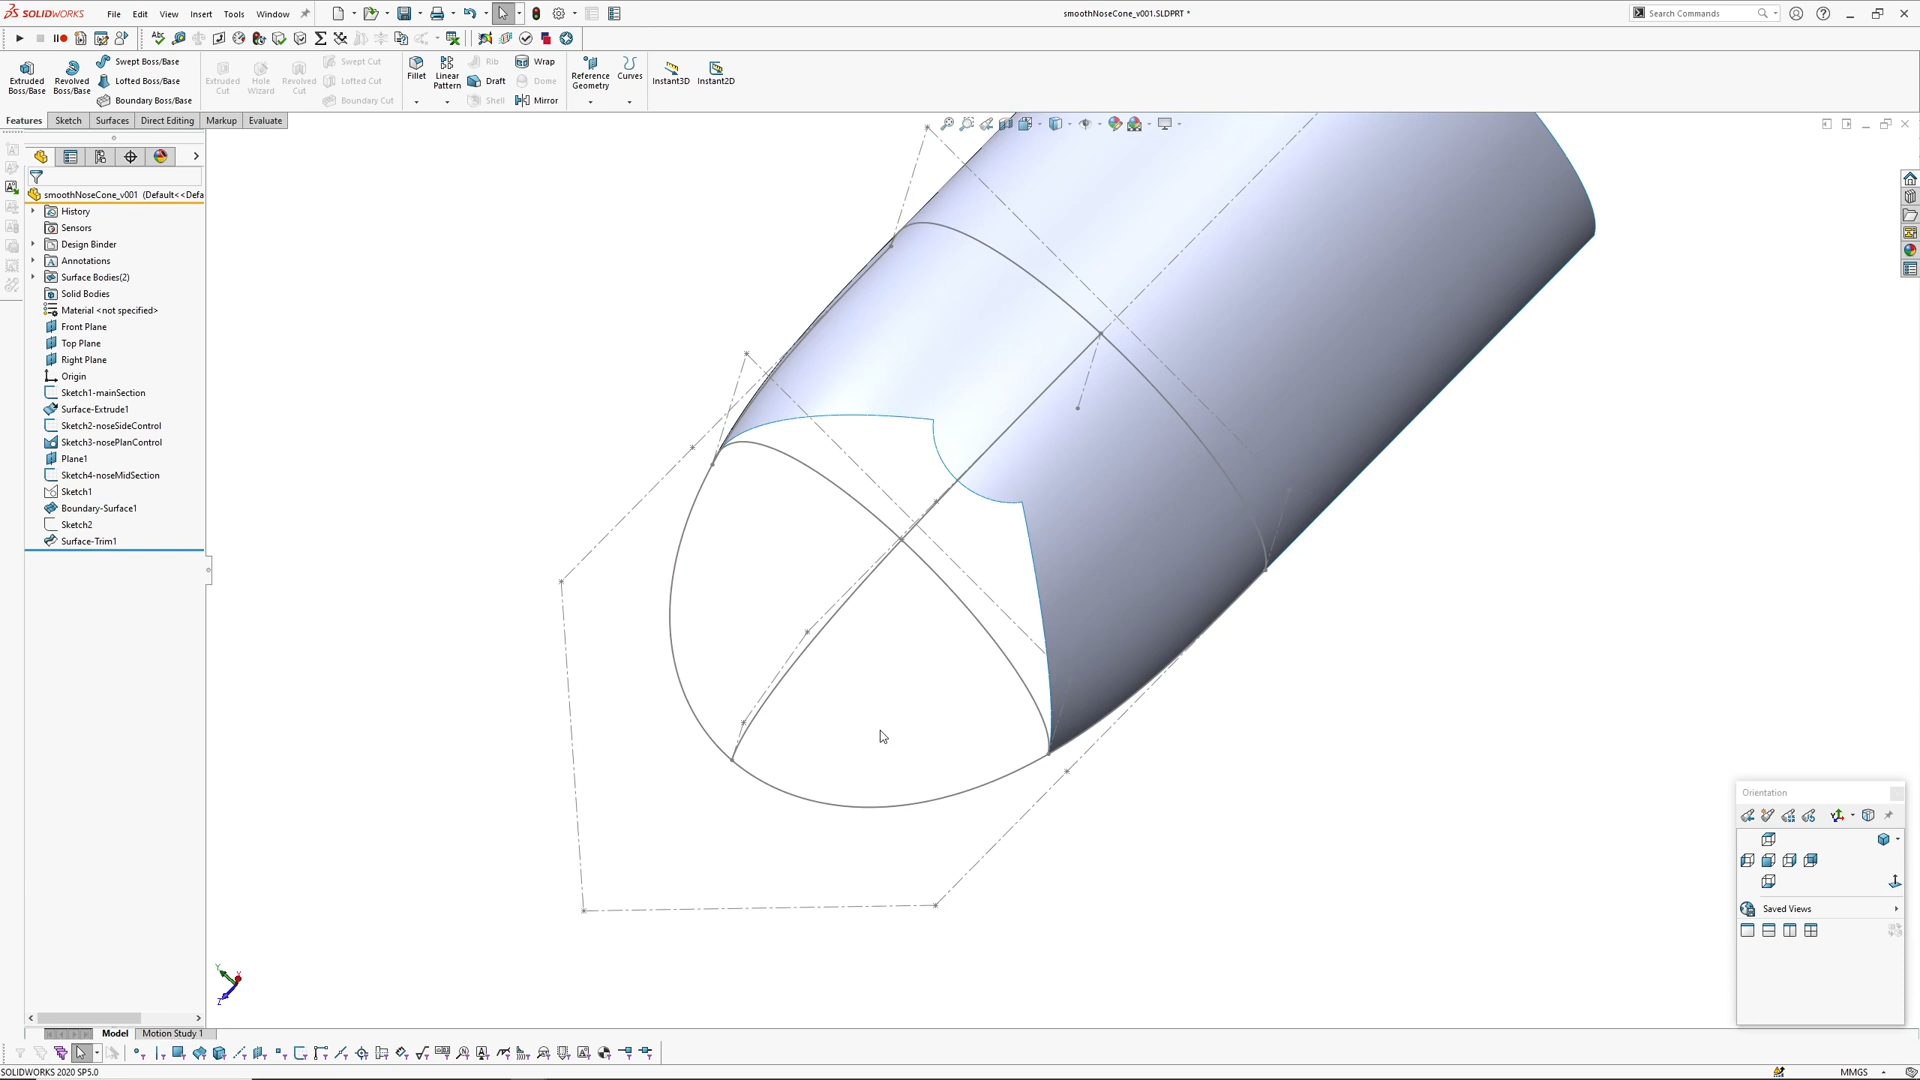 SOLIDWORKS File Edit View Insert Tools Window
smoothNoseCone_v001.SLDPRT *
Search Commands
Extruded Boss/Base
Revolved Boss/Base
Swept Boss/Base
Lofted Boss/Base
Boundary Boss/Base
Extruded Cut
Hole Wizard
Revolved Cut
Swept Cut
Lofted Cut
Boundary Cut
Fillet
Linear Pattern
Rib
Draft
Shell
Wrap
Dome
Mirror
Reference Geometry
Curves
Instant3D
Instant2D
Features Sketch Surfaces Direct Editing Markup Evaluate
smoothNoseCone_v001 (Default<<Defa
History
Sensors
Design Binder
Annotations
Surface Bodies(2)
Solid Bodies
Material <not specified>
Front Plane
Top Plane
Right Plane
Origin
Sketch1-mainSection
Surface-Extrude1
Sketch2-noseSideControl
Sketch3-nosePlanControl
Plane1
Sketch4-noseMidSection
Sketch1
Boundary-Surface1
Sketch2
Surface-Trim1
Orientation
Saved Views
Y
Z
Model Motion Study 1
SOLIDWORKS 2020 SP5.0
MMGS